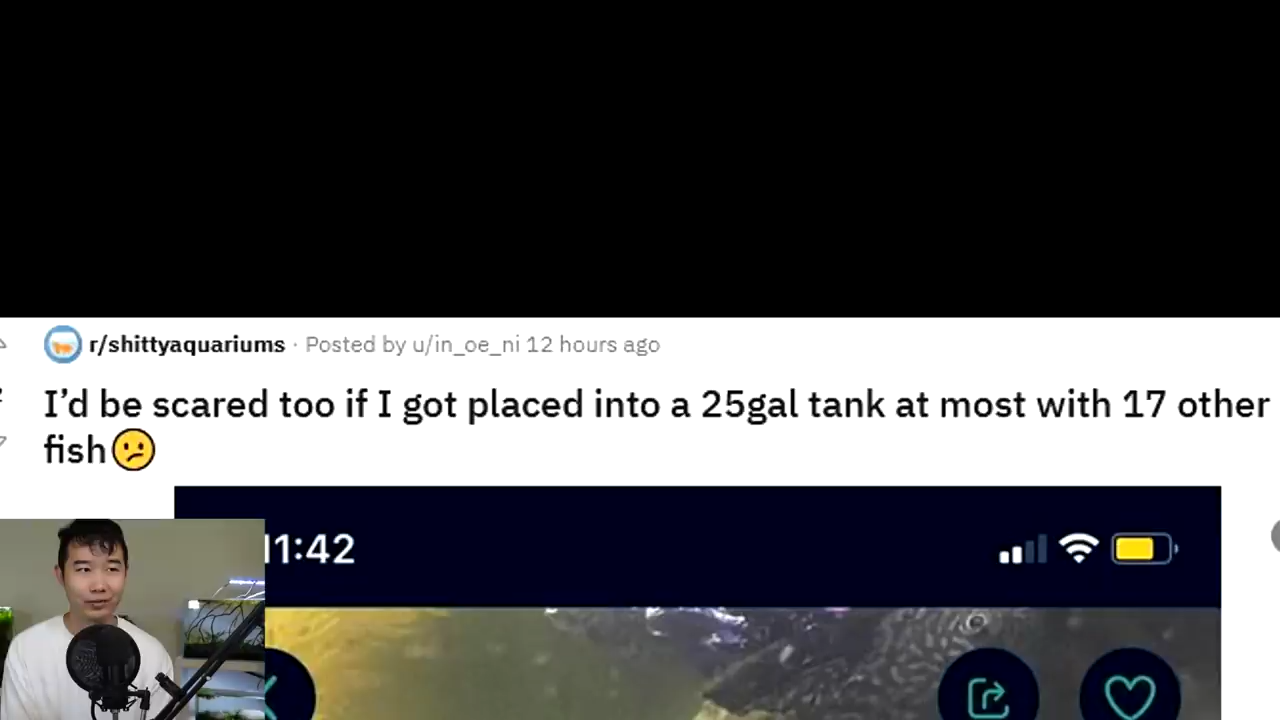 r/shittyaquariums · Posted by u/in_oe_ni 12 hours ago
I’d be scared too if I got placed into a 25gal tank at most with 17 other
fish😕
11:42